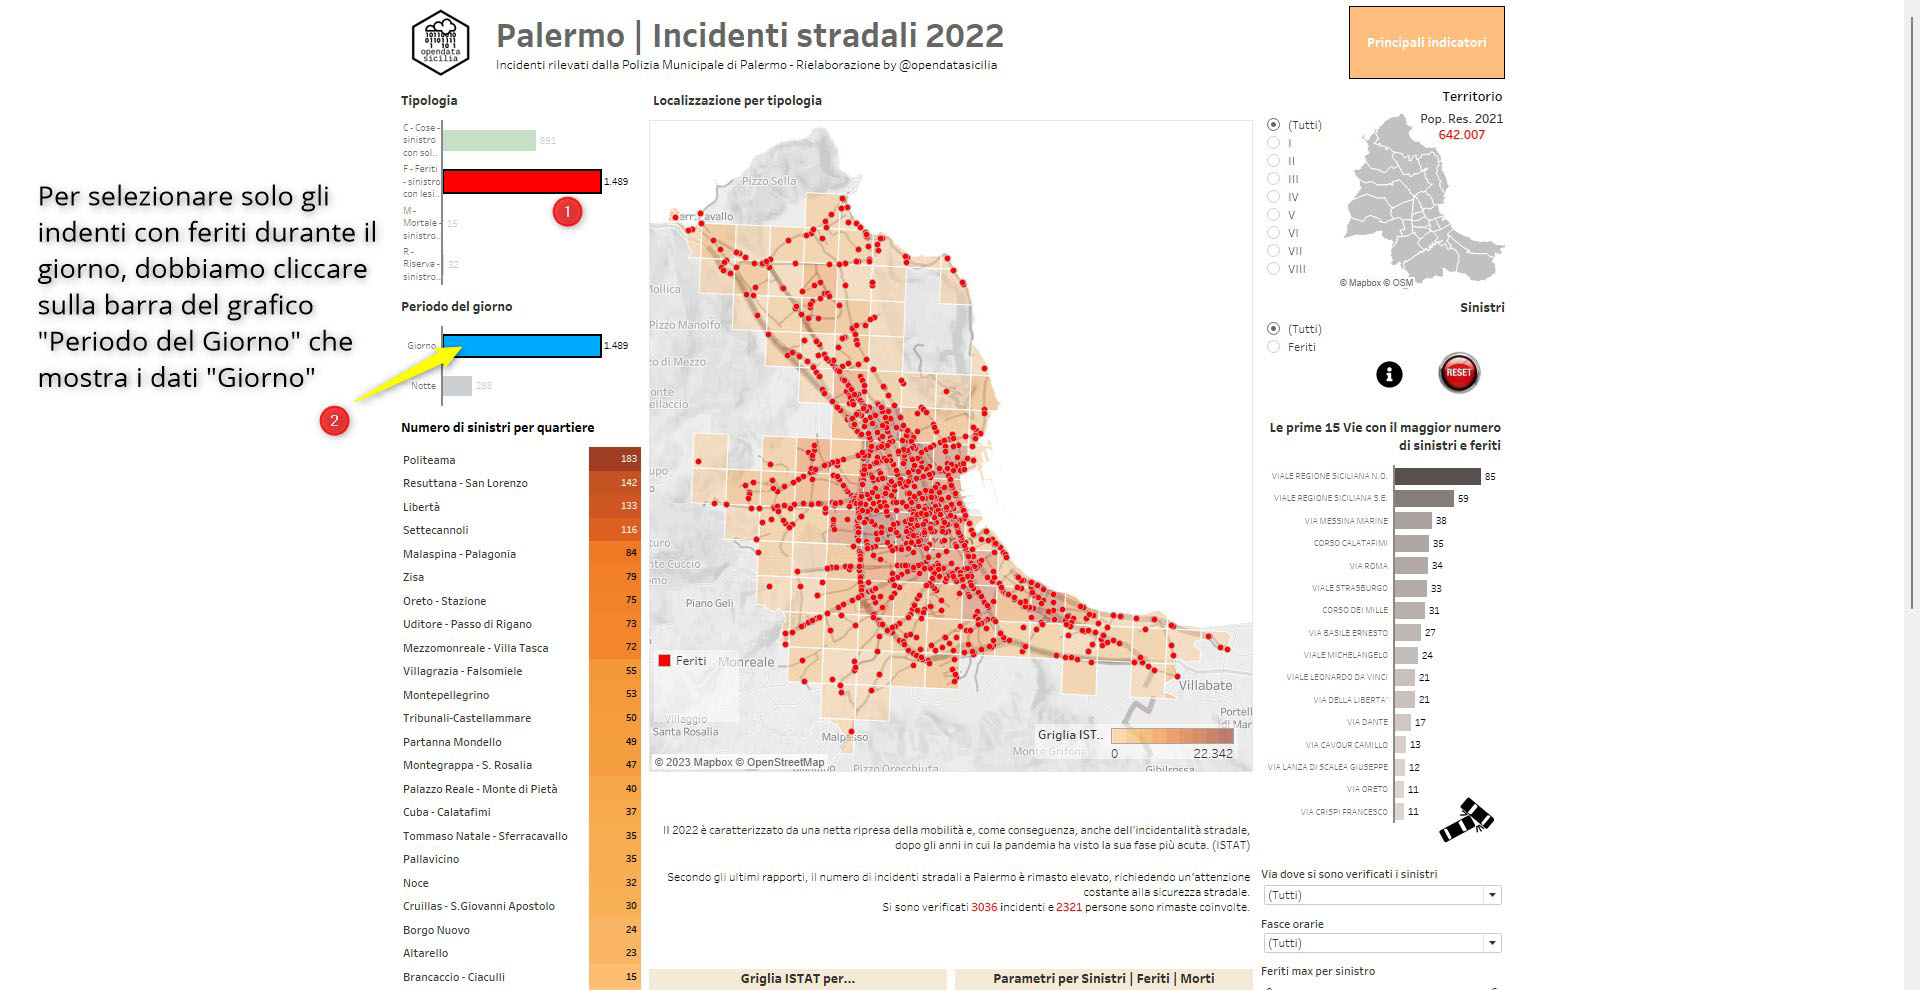 Palermo | Incidenti stradali 2022
Incidenti rilevati dalla Polizia Municipale di Palermo - Rielaborazione by @opendatasicilia
opendata
sicilia
Principali indicatori
Per selezionare solo gli
indenti con feriti durante il
giorno, dobbiamo cliccare
sulla barra del grafico
"Periodo del Giorno" che
mostra i dati "Giorno"
2
Tipologia
C - Cose -
sinistro
con sol..
891
F - Feriti
- sinistro
con lesi..
1.489
1
M -
Mortale -
sinistro..
15
R -
Riserva -
sinistro..
32
Periodo del giorno
Giorno
1.489
Notte
288
Numero di sinistri per quartiere
Politeama 183
Resuttana - San Lorenzo 142
Libertà 133
Settecannoli 116
Malaspina - Palagonia 84
Zisa 79
Oreto - Stazione 75
Uditore - Passo di Rigano 73
Mezzomonreale - Villa Tasca 72
Villagrazia - Falsomiele 55
Montepellegrino 53
Tribunali-Castellammare 50
Partanna Mondello 49
Montegrappa - S. Rosalia 47
Palazzo Reale - Monte di Pietà 40
Cuba - Calatafimi 37
Tommaso Natale - Sferracavallo 35
Pallavicino 35
Noce 32
Cruillas - S.Giovanni Apostolo 30
Borgo Nuovo 24
Altarello 23
Brancaccio - Ciaculli 15
Localizzazione per tipologia
Pizzo Sella
Mollica
Pizzo Manolfo
zo di Mezzo
onte
ellaccio
upo
o
turo
nte Cuccio
omo
Piano Geli
Feriti
Monreale
Villabate
Villaggio
Santa Rosalia
Malpasso
Portell
di Mar
Griglia IST..
0 22.342
Monte Grifone
© 2023 Mapbox © OpenStreetMap
Pizzo Orecchiuta
Gibilrossa
Il 2022 è caratterizzato da una netta ripresa della mobilità e, come conseguenza, anche dell'incidentalità stradale,
dopo gli anni in cui la pandemia ha visto la sua fase più acuta. (ISTAT)
Secondo gli ultimi rapporti, il numero di incidenti stradali a Palermo è rimasto elevato, richiedendo un'attenzione
costante alla sicurezza stradale.
Si sono verificati 3036 incidenti e 2321 persone sono rimaste coinvolte.
Griglia ISTAT per...
Parametri per Sinistri | Feriti | Morti
Territorio
(Tutti)
I
II
III
IV
V
VI
VII
VIII
Pop. Res. 2021
642.007
© Mapbox © OSM
Sinistri
(Tutti)
Feriti
RESET
Le prime 15 Vie con il maggior numero
di sinistri e feriti
VIALE REGIONE SICILIANA N.O. 85
VIALE REGIONE SICILIANA S.E. 59
VIA MESSINA MARINE 38
CORSO CALATAFIMI 35
VIA ROMA 34
VIALE STRASBURGO 33
CORSO DEI MILLE 31
VIA BASILE ERNESTO 27
VIALE MICHELANGELO 24
VIALE LEONARDO DA VINCI 21
VIA DELLA LIBERTA' 21
VIA DANTE 17
VIA CAVOUR CAMILLO 13
VIA LANZA DI SCALEA GIUSEPPE 12
VIA ORETO 11
VIA CRISPI FRANCESCO 11
Via dove si sono verificati i sinistri
(Tutti)
Fasce orarie
(Tutti)
Feriti max per sinistro